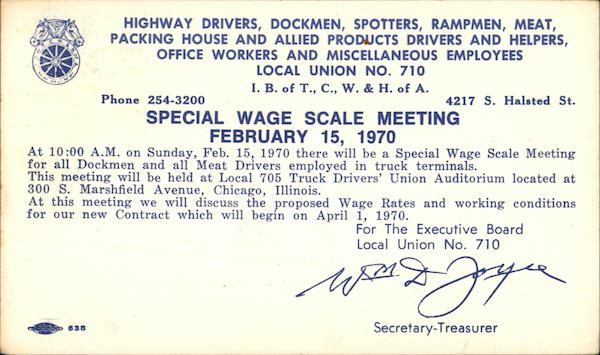 HIGHWAY DRIVERS, DOCKMEN, SPOTTERS, RAMPMEN, MEAT,
PACKING HOUSE AND ALLIED PRODUCTS DRIVERS AND HELPERS,
OFFICE WORKERS AND MISCELLANEOUS EMPLOYEES
LOCAL UNION NO. 710
I. B. of T., C., W. & H. of A.
Phone 254-3200 4217 S. Halsted St.
SPECIAL WAGE SCALE MEETING
FEBRUARY 15, 1970
At 10:00 A.M. on Sunday, Feb. 15, 1970 there will be a Special Wage Scale Meeting
for all Dockmen and all Meat Drivers employed in truck terminals.
This meeting will be held at Local 705 Truck Drivers' Union Auditorium located at
300 S. Marshfield Avenue, Chicago, Illinois.
At this meeting we will discuss the proposed Wage Rates and working conditions
for our new Contract which will begin on April 1, 1970.
For The Executive Board
Local Union No. 710
Wm. D. Joyce
Secretary-Treasurer
638